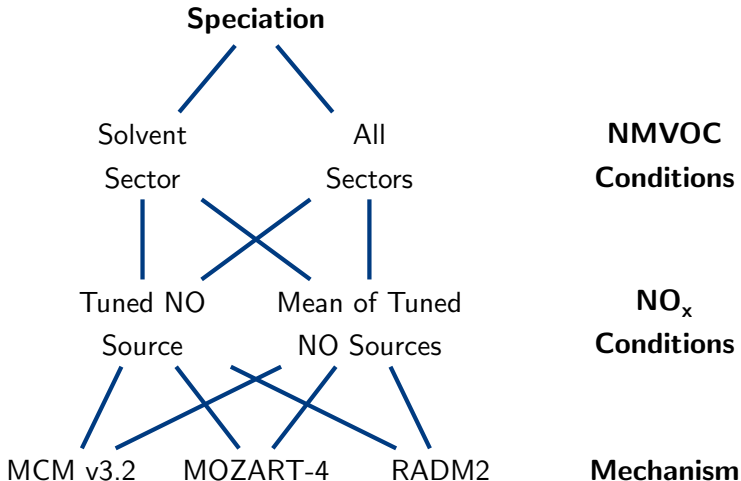 Speciation
Solvent All NMVOC
Sector Sectors Conditions
Tuned NO Mean of Tuned NOₓ
Source NO Sources Conditions
MCM v3.2 MOZART-4 RADM2 Mechanism